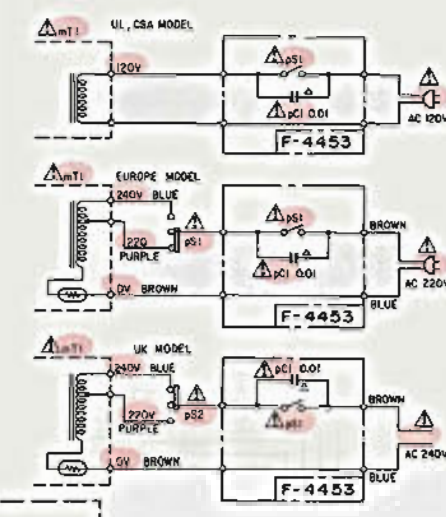 mT1 UL, CSA MODEL
120V
pS1
pC1 0.01
AC 120V
F-4453
mT1 EUROPE MODEL
240V BLUE
pS1
220
PURPLE
pS1
BROWN
pC1 0.01
AC 220V
0V BROWN
BLUE
F-4453
mT1 UK MODEL
240V BLUE
pC1 0.01
BROWN
220V
PURPLE
pS2
pS1
AC 240V
0V BROWN
BLUE
F-4453